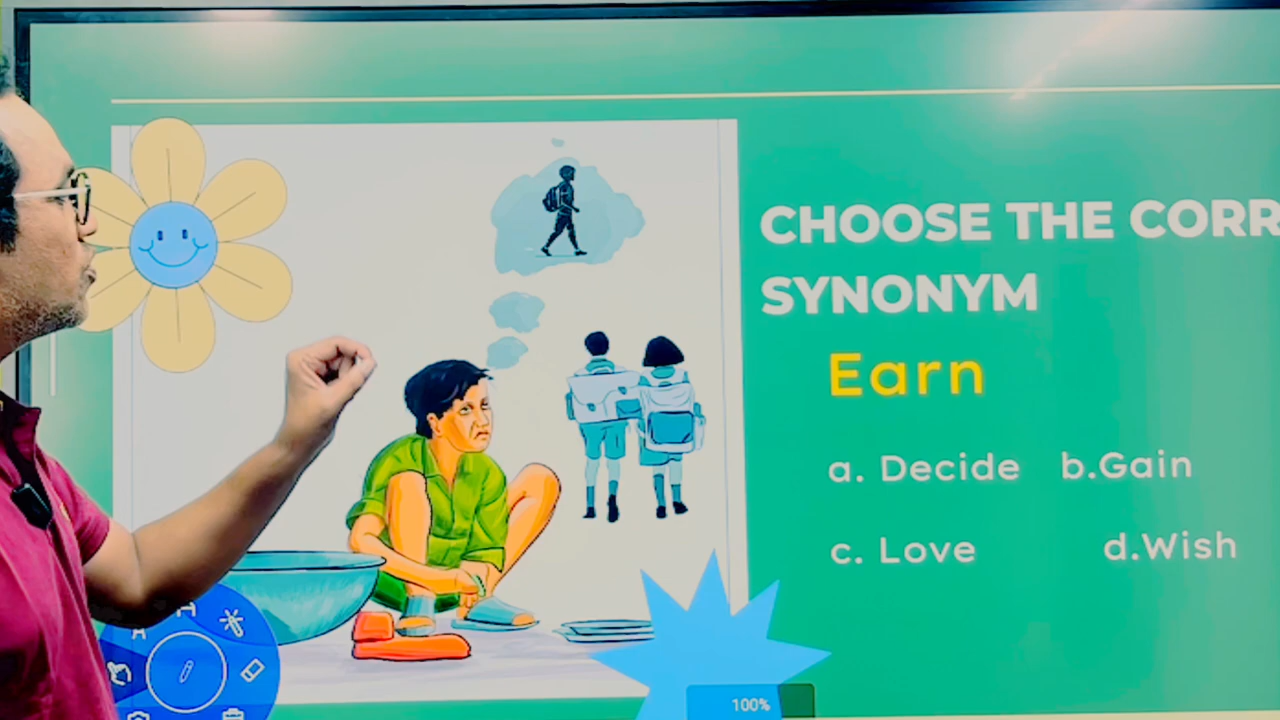 CHOOSE THE CORR
SYNONYM
Earn
a. Decide b.Gain
c. Love d.Wish
100%